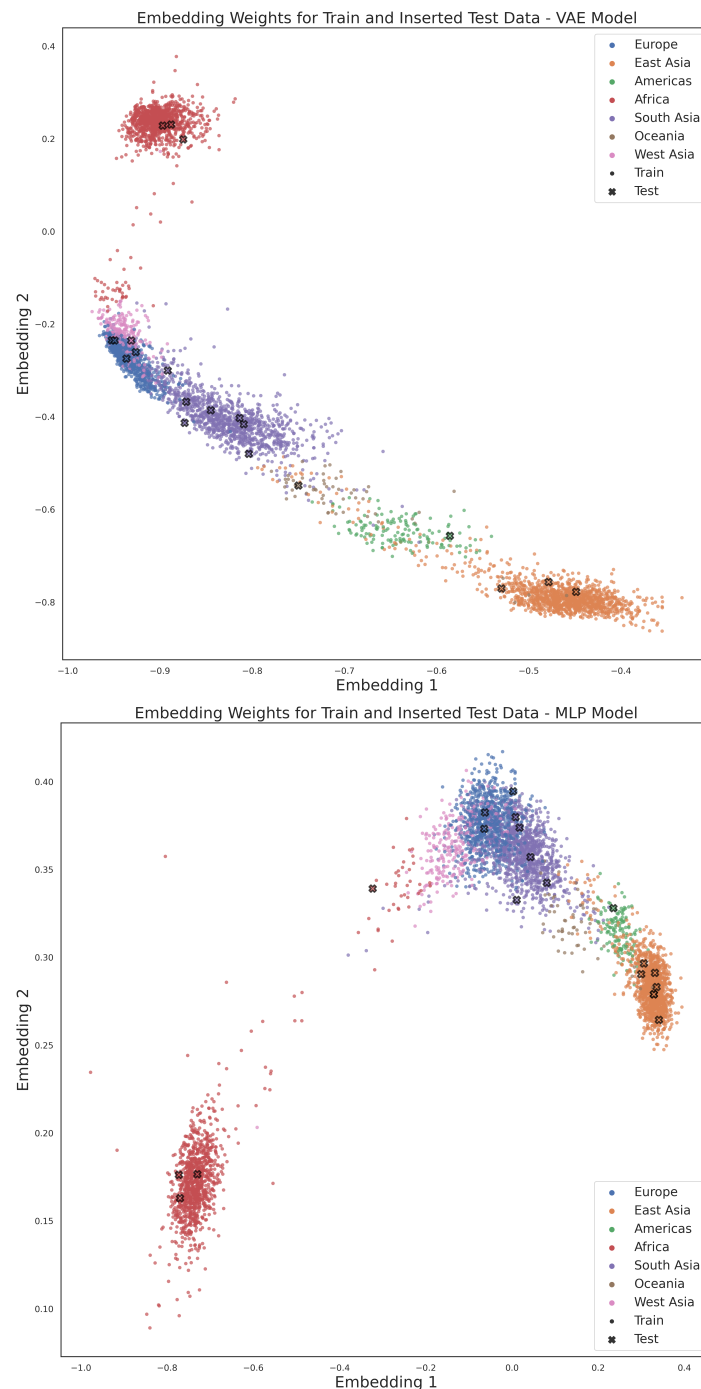 Embedding Weights for Train and Inserted Test Data - VAE Model
0.4
0.2
0.0
−0.2
−0.4
−0.6
−0.8
Embedding 2
Europe
East Asia
Americas
Africa
South Asia
Oceania
West Asia
Train
Test
−1.0 −0.9 −0.8 −0.7 −0.6 −0.5 −0.4
Embedding 1
Embedding Weights for Train and Inserted Test Data - MLP Model
0.40
0.35
0.30
0.25
0.20
0.15
0.10
Embedding 2
Europe
East Asia
Americas
Africa
South Asia
Oceania
West Asia
Train
Test
−1.0 −0.8 −0.6 −0.4 −0.2 0.0 0.2 0.4
Embedding 1